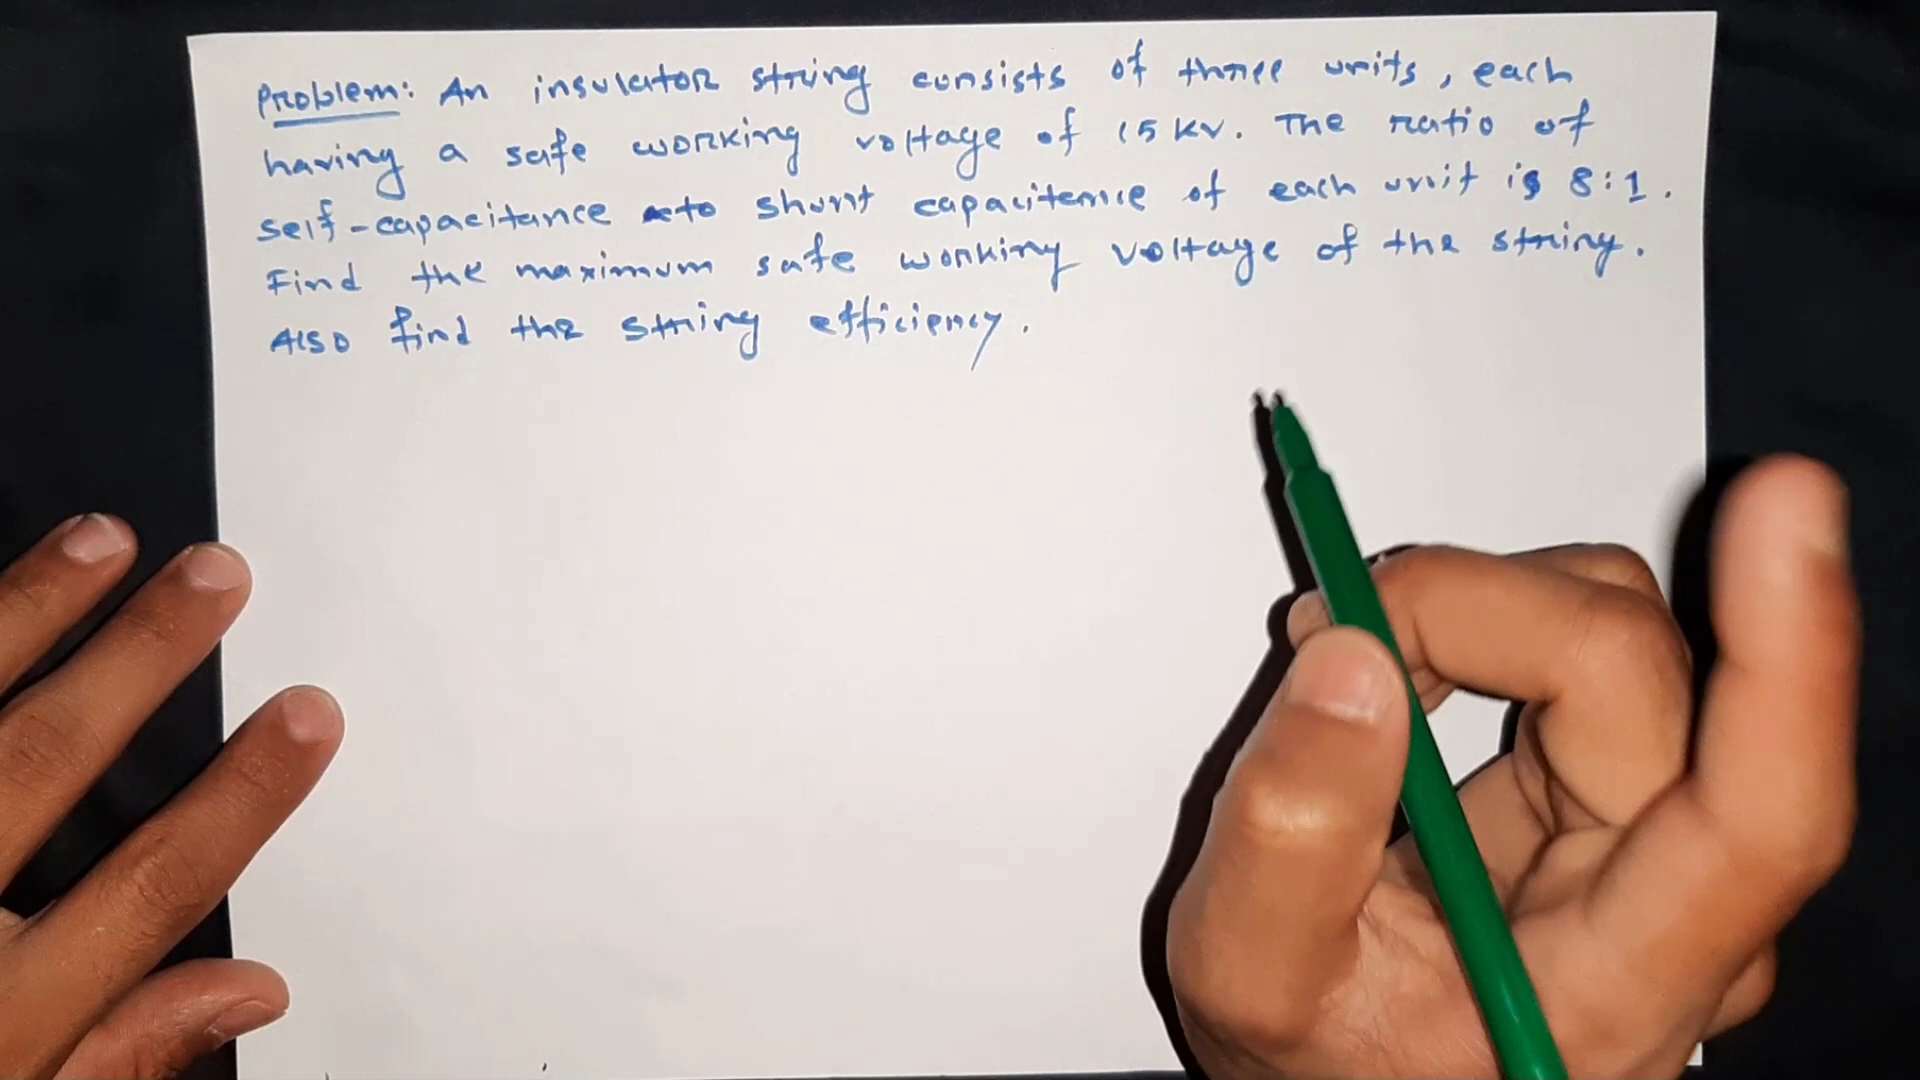 Problem: An insulator string consists of three units, each
having a safe working voltage of 15 kv. The ratio of
self-capacitance to shunt capacitence of each unit is 8:1.
Find the maximum safe working voltage of the string.
Also find the string efficiency.